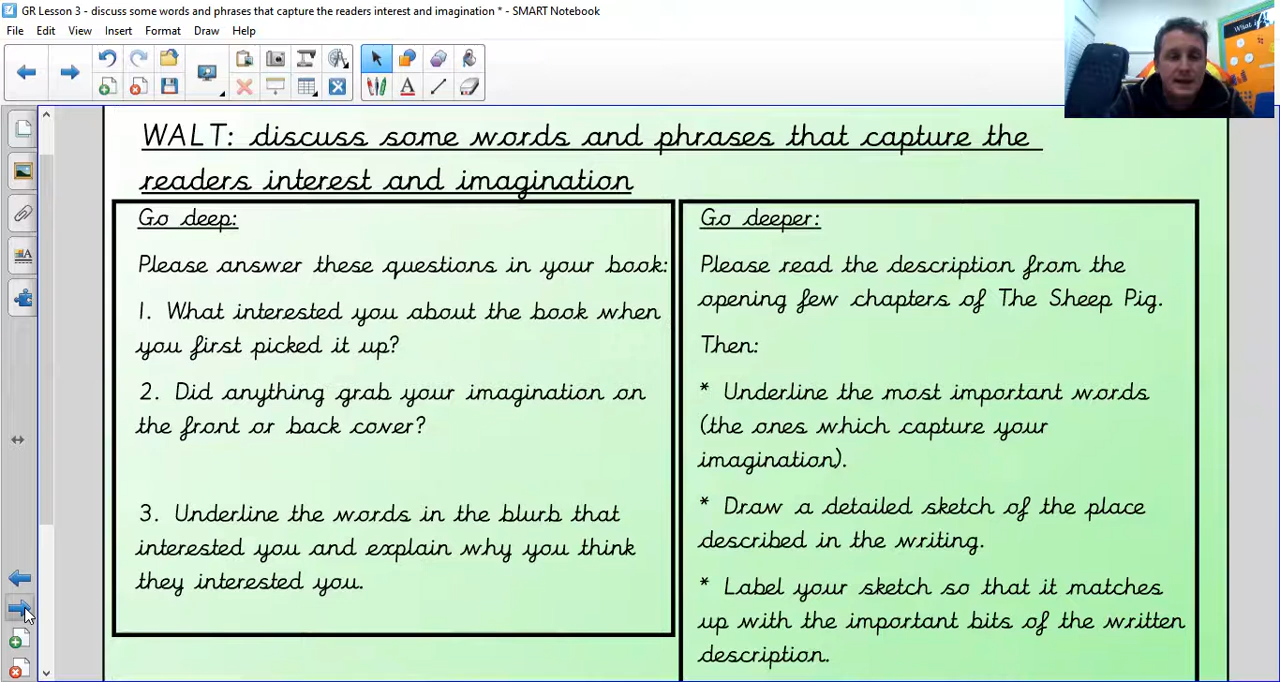 GR Lesson 3 - discuss some words and phrases that capture the readers interest and imagination * - SMART Notebook
File Edit View Insert Format Draw Help
WALT: discuss some words and phrases that capture the
readers interest and imagination
Go deep:
Please answer these questions in your book:
1. What interested you about the book when
you first picked it up?
2. Did anything grab your imagination on
the front or back cover?
3. Underline the words in the blurb that
interested you and explain why you think
they interested you.
Go deeper:
Please read the description from the
opening few chapters of The Sheep Pig.
Then:
* Underline the most important words
(the ones which capture your
imagination).
* Draw a detailed sketch of the place
described in the writing.
* Label your sketch so that it matches
up with the important bits of the written
description.